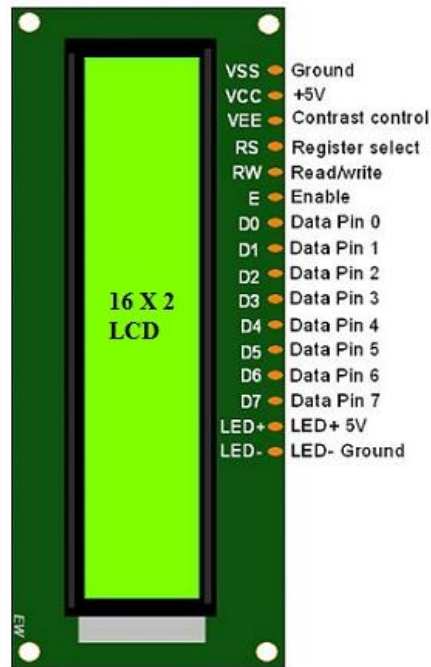 VSS Ground
VCC +5V
VEE Contrast control
RS Register select
RW Read/write
E Enable
D0 Data Pin 0
D1 Data Pin 1
D2 Data Pin 2
D3 Data Pin 3
D4 Data Pin 4
D5 Data Pin 5
D6 Data Pin 6
D7 Data Pin 7
LED+ LED+ 5V
LED- LED- Ground
16 X 2
LCD
EW